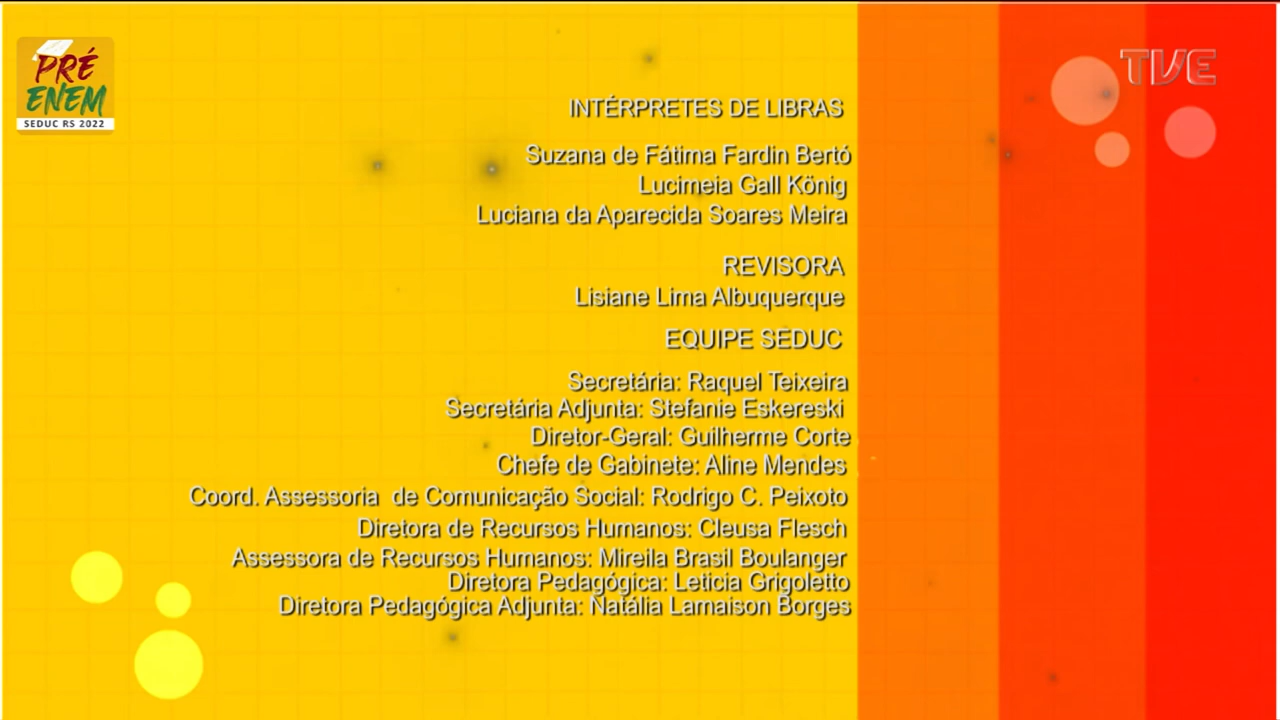 PRÉ
ENEM
SEDUC RS 2022
TVE
INTÉRPRETES DE LIBRAS
Suzana de Fátima Fardin Bertó
Lucimeia Gall König
Luciana da Aparecida Soares Meira
REVISORA
Lisiane Lima Albuquerque
EQUIPE SEDUC
Secretária: Raquel Teixeira
Secretária Adjunta: Stefanie Eskereski
Diretor-Geral: Guilherme Corte
Chefe de Gabinete: Aline Mendes
Coord. Assessoria de Comunicação Social: Rodrigo C. Peixoto
Diretora de Recursos Humanos: Cleusa Flesch
Assessora de Recursos Humanos: Mireila Brasil Boulanger
Diretora Pedagógica: Leticia Grigoletto
Diretora Pedagógica Adjunta: Natália Lamaison Borges